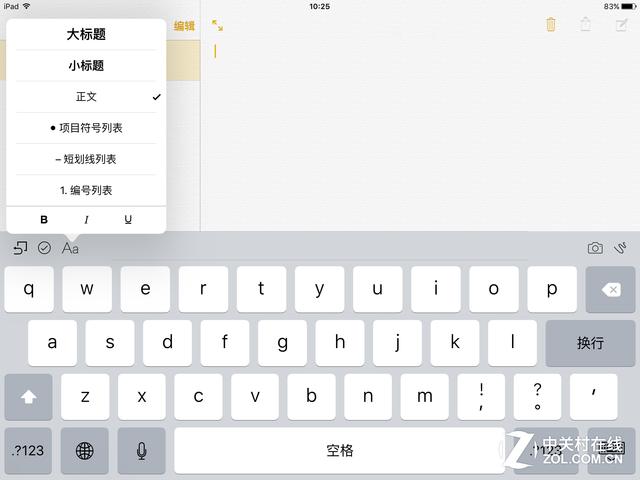 iPad 10:25 83%
编辑
大标题
小标题
正文
• 项目符号列表
– 短划线列表
1. 编号列表
B I U
Aa
q w e r t y u i o p
a s d f g h j k l 换行
z x c v b n m ! , ? 。 ,
.?123 空格 .?123
中关村在线
ZOL.COM.CN